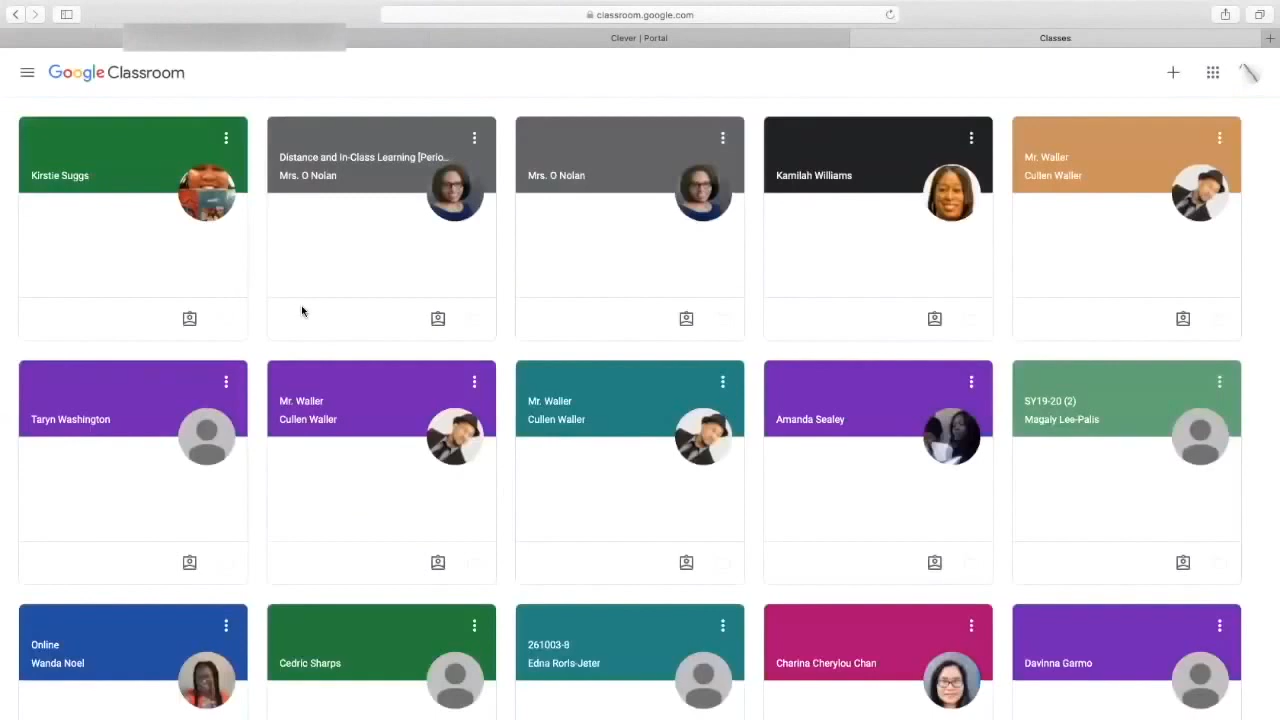 classroom.google.com
Clever | Portal
Classes
Google Classroom
Kirstie Suggs
Distance and In-Class Learning [Perio...
Mrs. O Nolan
Mrs. O Nolan
Kamilah Williams
Mr. Waller
Cullen Waller
Taryn Washington
Mr. Waller
Cullen Waller
Mr. Waller
Cullen Waller
Amanda Sealey
SY19-20 (2)
Magaly Lee-Palis
Online
Wanda Noel
Cedric Sharps
261003-8
Edna Roris-Jeter
Charina Cherylou Chan
Davinna Garmo